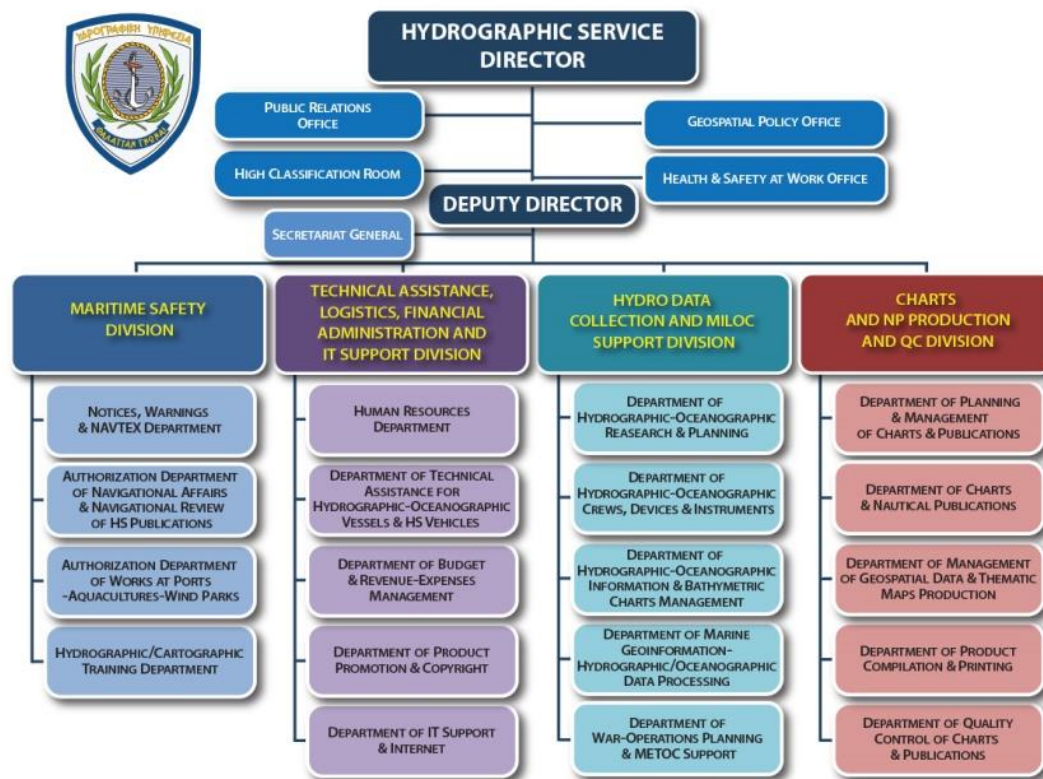 ΥΔΡΟΓΡΑΦΙΚΗ ΥΠΗΡΕΣΙΑ
HYDROGRAPHIC SERVICE
DIRECTOR
PUBLIC RELATIONS
OFFICE
GEOSPATIAL POLICY OFFICE
HIGH CLASSIFICATION ROOM
HEALTH & SAFETY AT WORK OFFICE
DEPUTY DIRECTOR
SECRETARIAT GENERAL
MARITIME SAFETY
DIVISION
NOTICES, WARNINGS
& NAVTEX DEPARTMENT
AUTHORIZATION DEPARTMENT
OF NAVIGATIONAL AFFAIRS
& NAVIGATIONAL REVIEW
OF HS PUBLICATIONS
AUTHORIZATION DEPARTMENT
OF WORKS AT PORTS
-AQUACULTURES-WIND PARKS
HYDROGRAPHIC/CARTOGRAPHIC
TRAINING DEPARTMENT
TECHNICAL ASSISTANCE,
LOGISTICS, FINANCIAL
ADMINISTRATION AND
IT SUPPORT DIVISION
HUMAN RESOURCES
DEPARTMENT
DEPARTMENT OF TECHNICAL
ASSISTANCE FOR
HYDROGRAPHIC-OCEANOGRAPHIC
VESSELS & HS VEHICLES
DEPARTMENT OF BUDGET
& REVENUE-EXPENSES
MANAGEMENT
DEPARTMENT OF PRODUCT
PROMOTION & COPYRIGHT
DEPARTMENT OF IT SUPPORT
& INTERNET
HYDRO DATA
COLLECTION AND MILOC
SUPPORT DIVISION
DEPARTMENT OF
HYDROGRAPHIC-OCEANOGRAPHIC
REASEARCH & PLANNING
DEPARTMENT OF
HYDROGRAPHIC-OCEANOGRAPHIC
CREWS, DEVICES & INSTRUMENTS
DEPARTMENT OF
HYDROGRAPHIC-OCEANOGRAPHIC
INFORMATION & BATHYMETRIC
CHARTS MANAGEMENT
DEPARTMENT OF MARINE
GEOINFORMATION-
HYDROGRAPHIC/OCEANOGRAPHIC
DATA PROCESSING
DEPARTMENT OF
WAR-OPERATIONS PLANNING
& METOC SUPPORT
CHARTS
AND NP PRODUCTION
AND QC DIVISION
DEPARTMENT OF PLANNING
& MANAGEMENT
OF CHARTS & PUBLICATIONS
DEPARTMENT OF CHARTS
& NAUTICAL PUBLICATIONS
DEPARTMENT OF MANAGEMENT
OF GEOSPATIAL DATA & THEMATIC
MAPS PRODUCTION
DEPARTMENT OF PRODUCT
COMPILATION & PRINTING
DEPARTMENT OF QUALITY
CONTROL OF CHARTS
& PUBLICATIONS